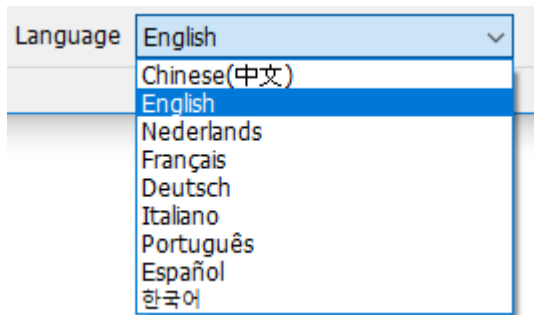 Language English
Chinese(中文)
English
Nederlands
Français
Deutsch
Italiano
Português
Español
한국어